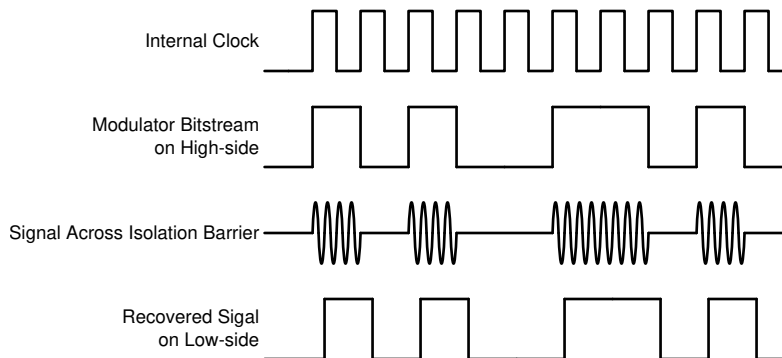 Internal Clock
Modulator Bitstream
on High-side
Signal Across Isolation Barrier
Recovered Sigal
on Low-side